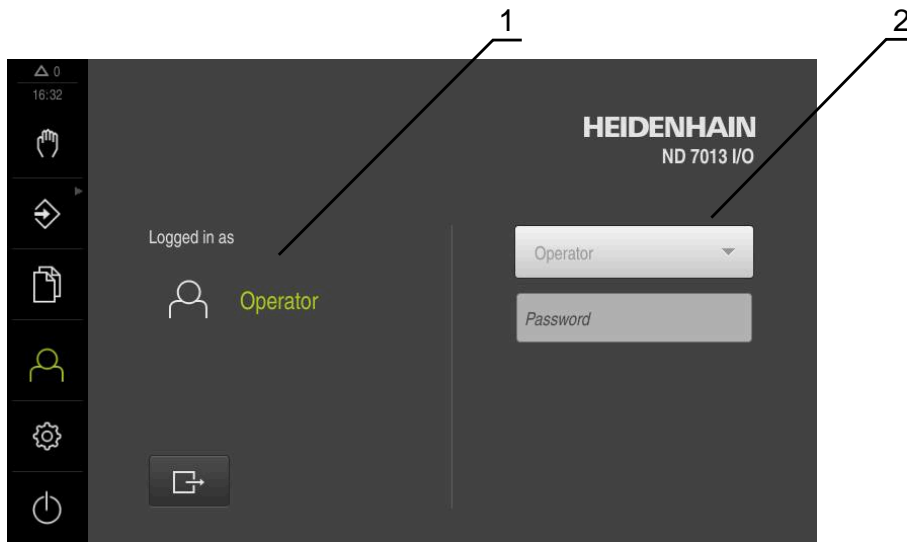 1
2
0
16:32
HEIDENHAIN
ND 7013 I/O
Logged in as
Operator
Operator
Password